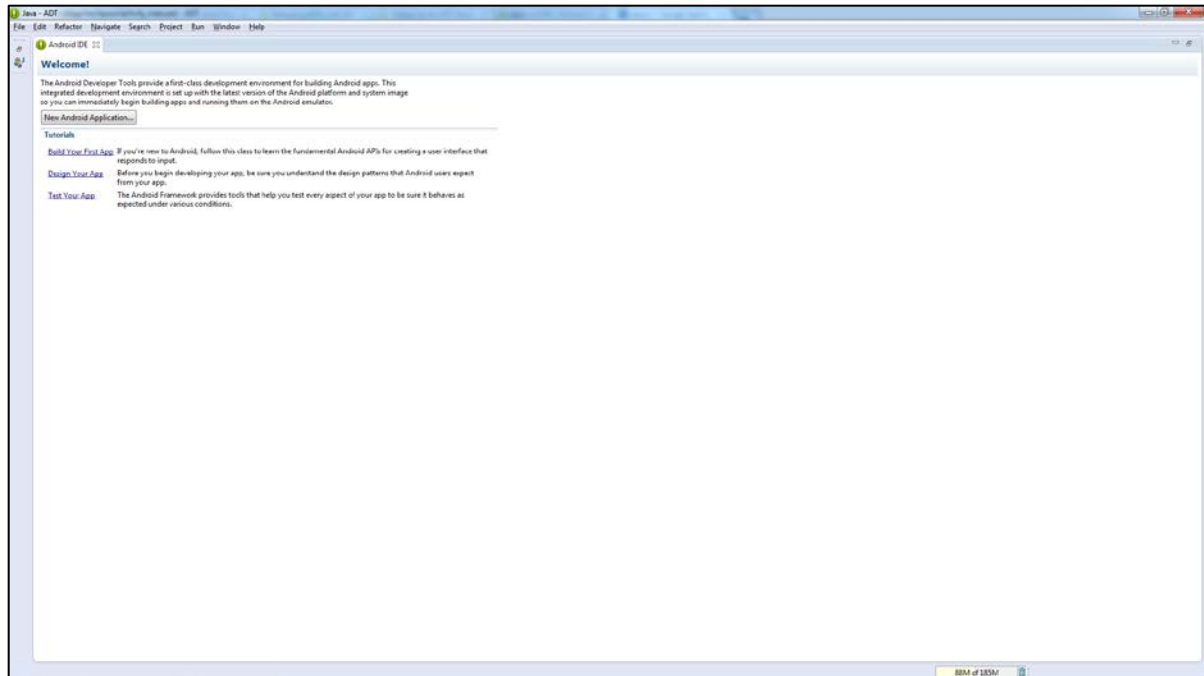 Java - ADT
File Edit Refactor Navigate Search Project Run Window Help
Android IDE
Welcome!
The Android Developer Tools provide a first-class development environment for building Android apps. This
integrated development environment is set up with the latest version of the Android platform and system image
so you can immediately begin building apps and running them on the Android emulator.
New Android Application...
Tutorials
Build Your First App If you're new to Android, follow this class to learn the fundamental Android APIs for creating a user interface that
responds to input.
Design Your App Before you begin developing your app, be sure you understand the design patterns that Android users expect
from your app.
Test Your App The Android Framework provides tools that help you test every aspect of your app to be sure it behaves as
expected under various conditions.
88M of 185M